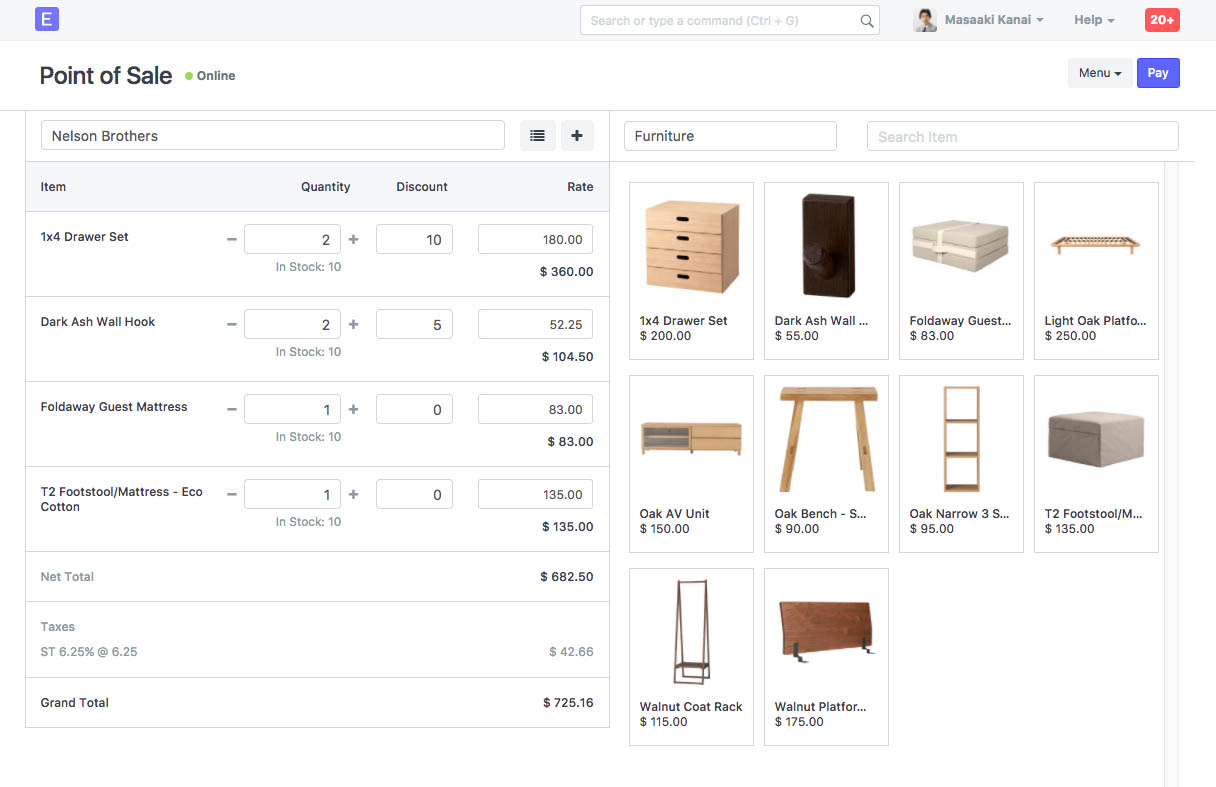 E
Search or type a command (Ctrl + G)
Masaaki Kanai
Help
20+
Point of Sale
Online
Menu
Pay
Nelson Brothers
Furniture
Search Item
Item Quantity Discount Rate
1x4 Drawer Set − 2 + 10 180.00
In Stock: 10
$ 360.00
Dark Ash Wall Hook − 2 + 5 52.25
In Stock: 10
$ 104.50
Foldaway Guest Mattress − 1 + 0 83.00
In Stock: 10
$ 83.00
T2 Footstool/Mattress - Eco − 1 + 0 135.00
Cotton
In Stock: 10
$ 135.00
Net Total $ 682.50
Taxes
ST 6.25% @ 6.25 $ 42.66
Grand Total $ 725.16
1x4 Drawer Set
$ 200.00
Dark Ash Wall ...
$ 55.00
Foldaway Guest...
$ 83.00
Light Oak Platfo...
$ 250.00
Oak AV Unit
$ 150.00
Oak Bench - S...
$ 90.00
Oak Narrow 3 S...
$ 95.00
T2 Footstool/M...
$ 135.00
Walnut Coat Rack
$ 115.00
Walnut Platfor...
$ 175.00